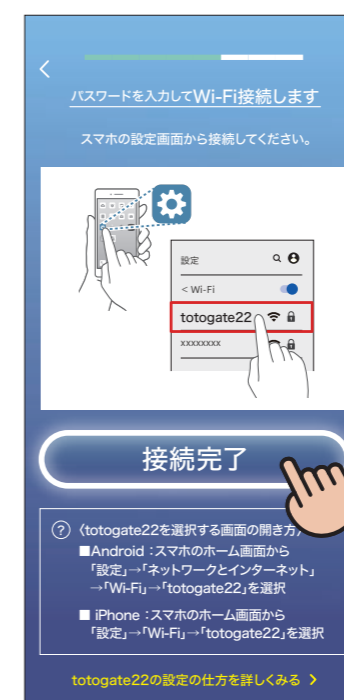 パスワードを入力してWi-Fi接続します
スマホの設定画面から接続してください。
設定
< Wi-Fi
totogate22
xxxxxxxx
接続完了
? 〈totogate22を選択する画面の開き方〉
■Android：スマホのホーム画面から
「設定」→「ネットワークとインターネット」
→「Wi-Fi」→「totogate22」を選択
■ iPhone：スマホのホーム画面から
「設定」→「Wi-Fi」→「totogate22」を選択
totogate22の設定の仕方を詳しくみる >